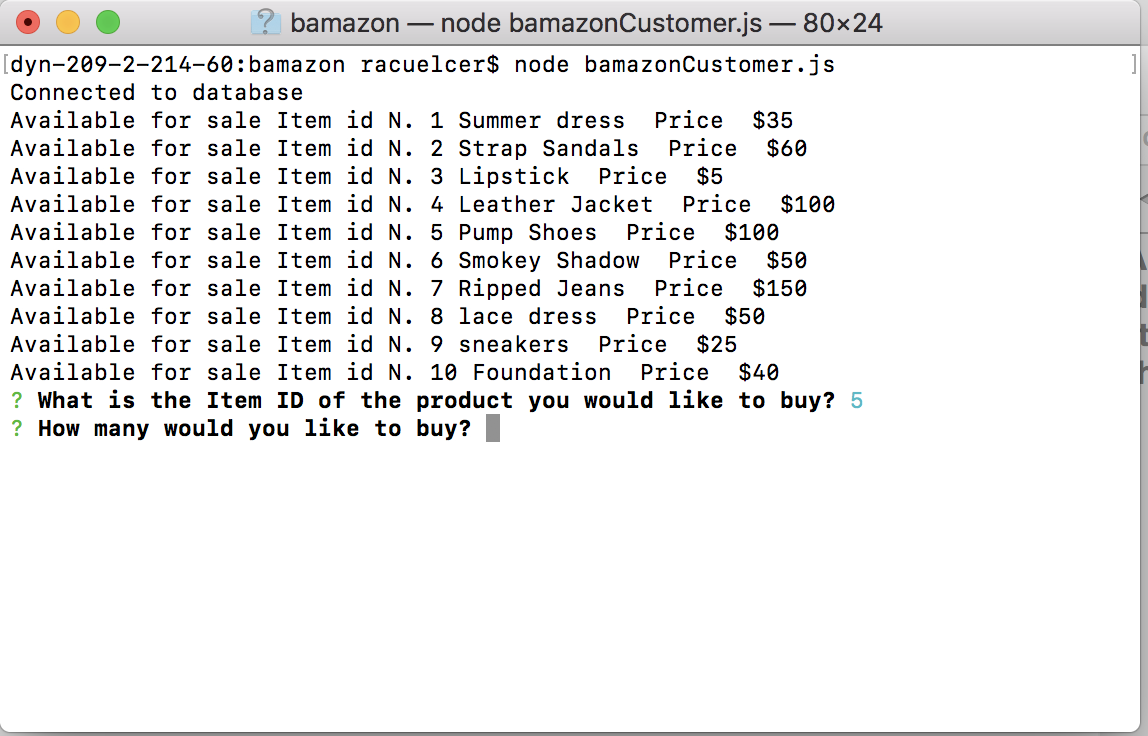 bamazon — node bamazonCustomer.js — 80×24
[dyn-209-2-214-60:bamazon racuelcer$ node bamazonCustomer.js ]
Connected to database
Available for sale Item id N. 1 Summer dress  Price  $35
Available for sale Item id N. 2 Strap Sandals  Price  $60
Available for sale Item id N. 3 Lipstick  Price  $5
Available for sale Item id N. 4 Leather Jacket  Price  $100
Available for sale Item id N. 5 Pump Shoes  Price  $100
Available for sale Item id N. 6 Smokey Shadow  Price  $50
Available for sale Item id N. 7 Ripped Jeans  Price  $150
Available for sale Item id N. 8 lace dress  Price  $50
Available for sale Item id N. 9 sneakers  Price  $25
Available for sale Item id N. 10 Foundation  Price  $40
? What is the Item ID of the product you would like to buy? 5
? How many would you like to buy?